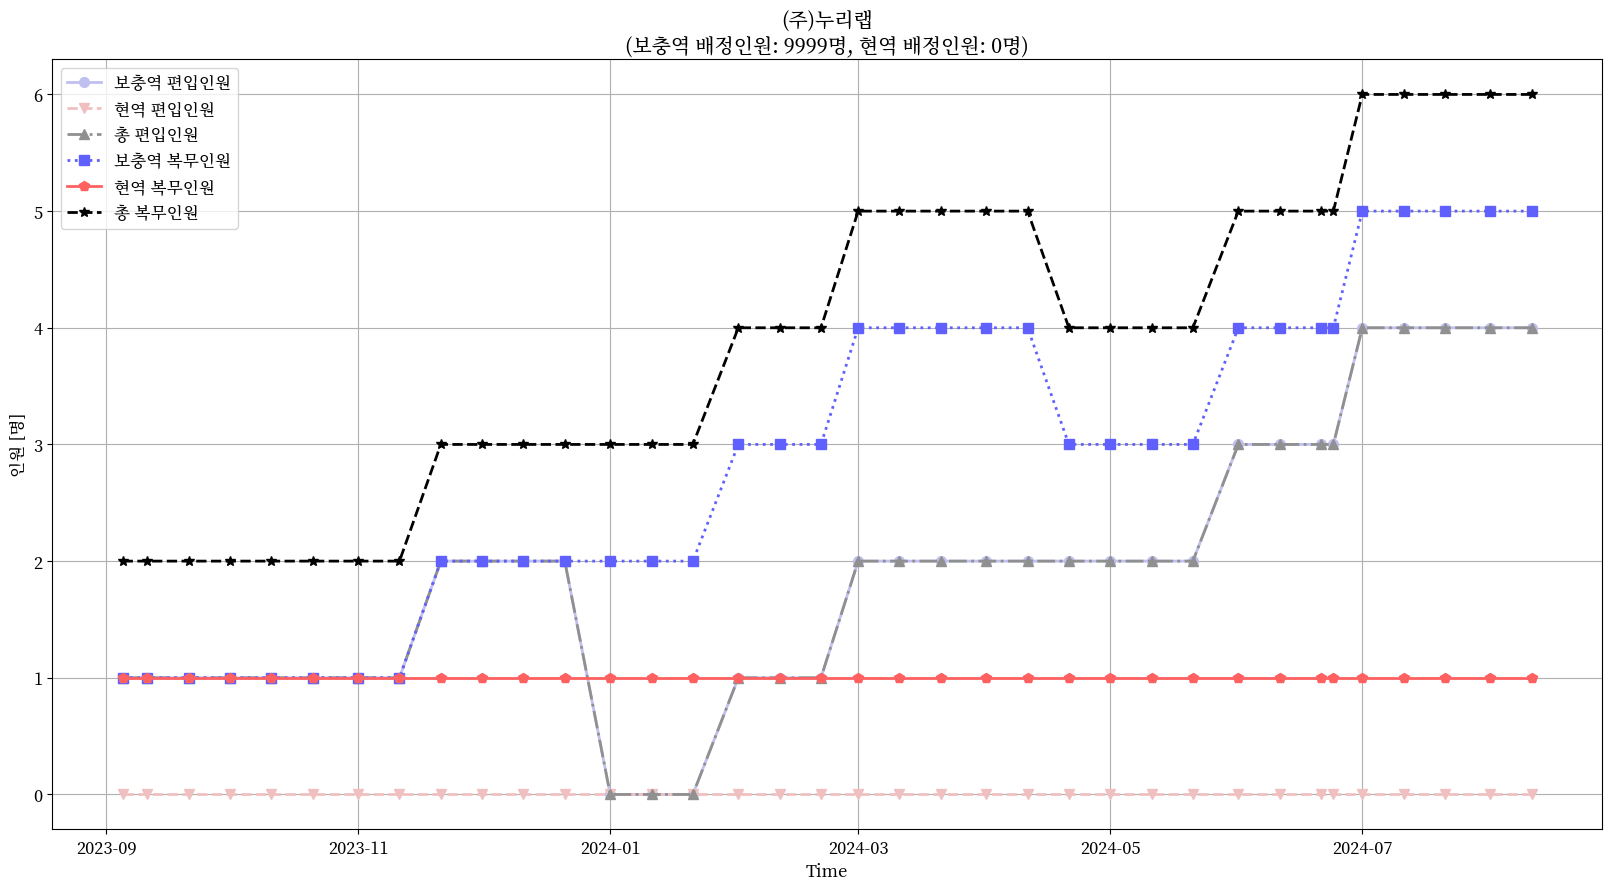 (주)누리랩
(보충역 배정인원: 9999명, 현역 배정인원: 0명)
보충역 편입인원
현역 편입인원
총 편입인원
보충역 복무인원
현역 복무인원
총 복무인원
6
5
4
3
2
1
0
인원 [명]
2023-09
2023-11
2024-01
2024-03
2024-05
2024-07
Time